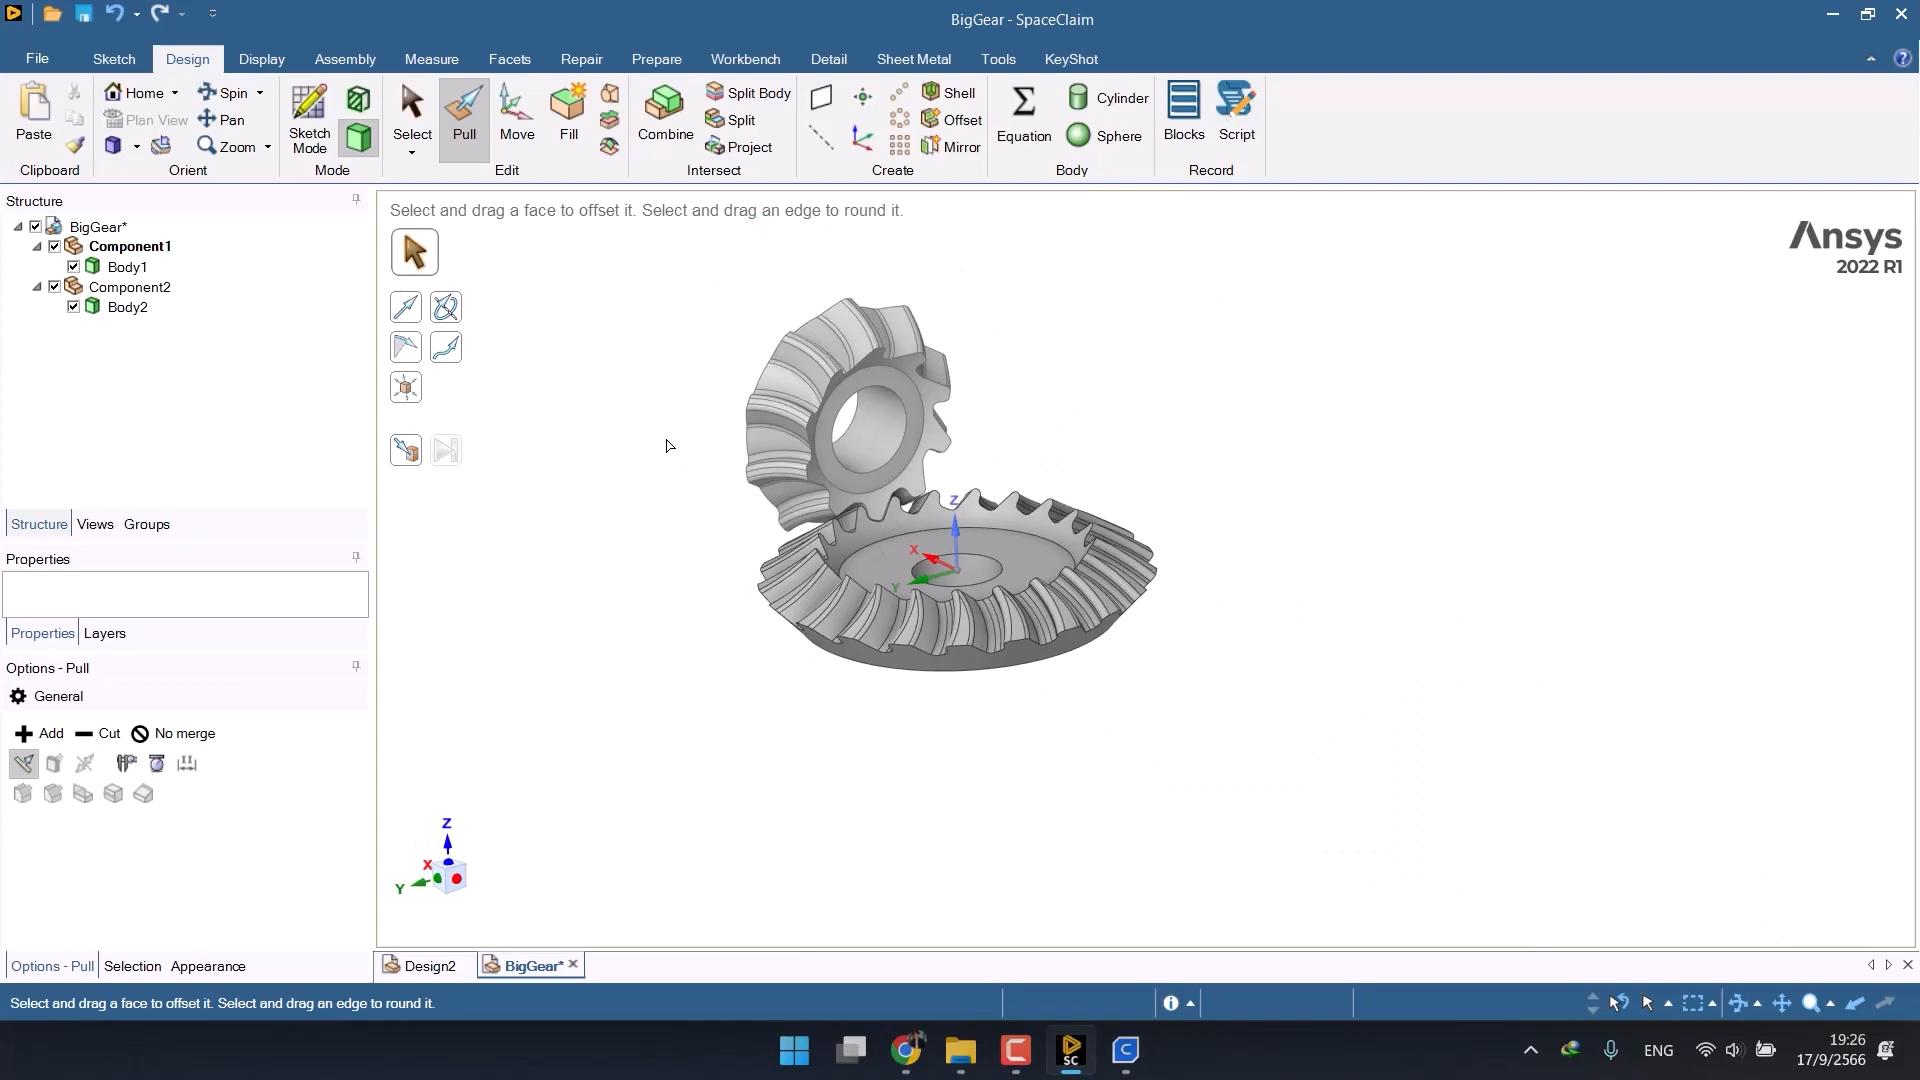 BigGear - SpaceClaim
File Sketch Design Display Assembly Measure Facets Repair Prepare Workbench Detail Sheet Metal Tools KeyShot
Paste
Clipboard
Home Spin
Plan View Pan
Zoom
Orient
Sketch
Mode
Mode
Select Pull Move Fill
Edit
Combine
Split Body
Split
Project
Intersect
Shell
Offset
Mirror
Create
Equation
Cylinder
Sphere
Body
Blocks Script
Record
Structure
BigGear*
Component1
Body1
Component2
Body2
Structure Views Groups
Properties
Properties Layers
Options - Pull
General
Add Cut No merge
Options - Pull Selection Appearance
Select and drag a face to offset it. Select and drag an edge to round it.
Ansys
2022 R1
Z
X
Y
Z
X
Y
Design2 BigGear*
Select and drag a face to offset it. Select and drag an edge to round it.
SC
ENG
19:26
17/9/2566